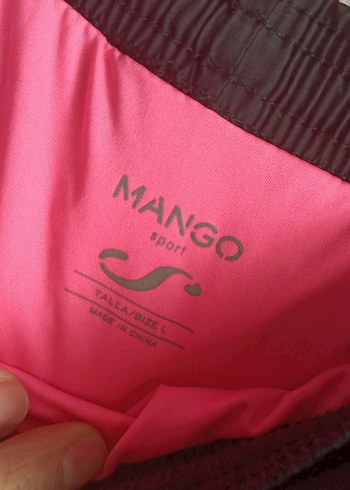 MANGO
sport
TALLA/SIZE L
MADE IN CHINA